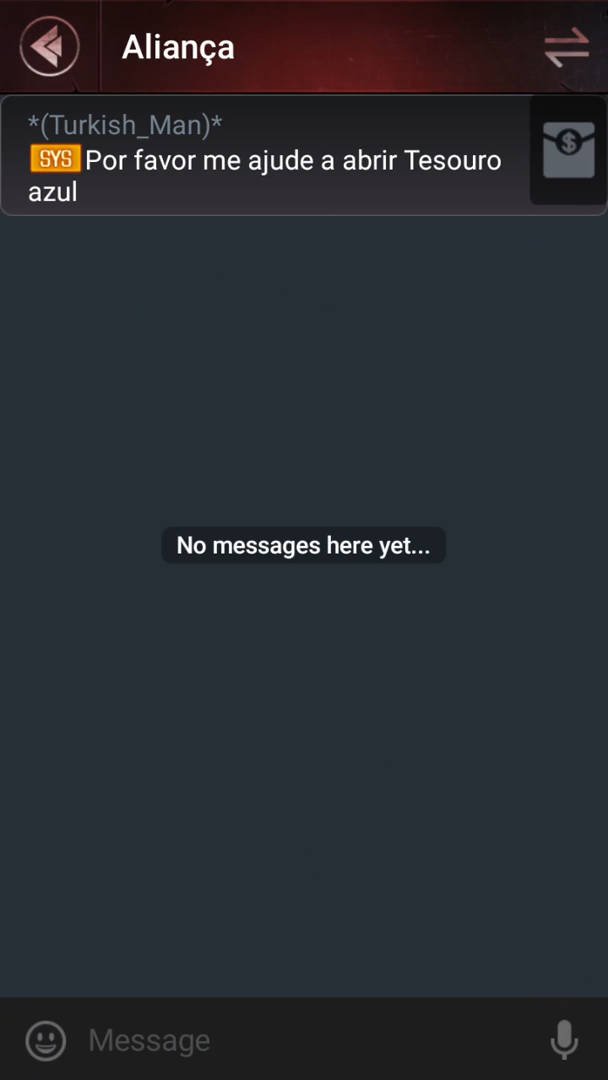 Aliança
*(Turkish_Man)*
SYS Por favor me ajude a abrir Tesouro
azul
No messages here yet...
Message